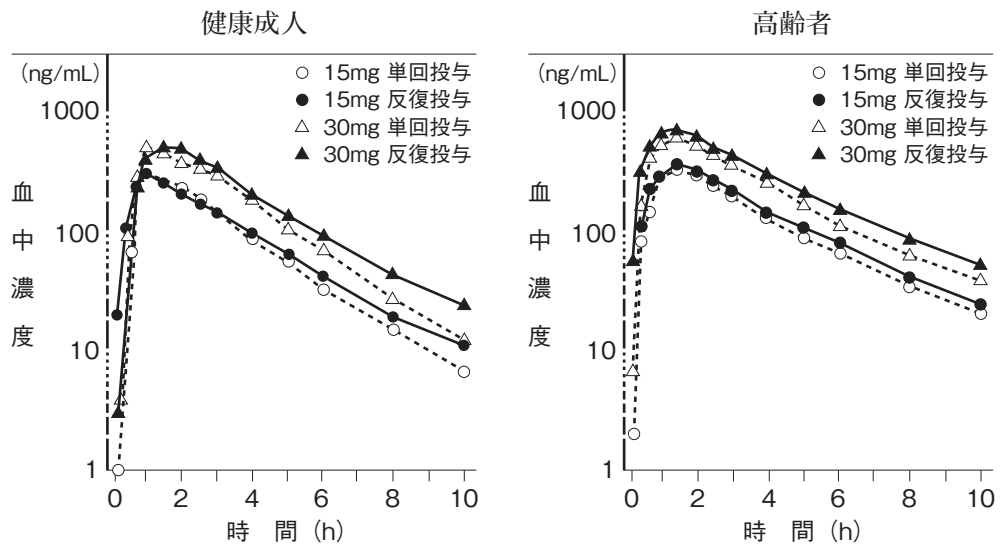 健康成人
(ng/mL)
○ 15mg 単回投与
● 15mg 反復投与
△ 30mg 単回投与
▲ 30mg 反復投与
1000
100
10
1
血中濃度
0 2 4 6 8 10
時 間 (h)
高齢者
(ng/mL)
○ 15mg 単回投与
● 15mg 反復投与
△ 30mg 単回投与
▲ 30mg 反復投与
1000
100
10
1
血中濃度
0 2 4 6 8 10
時 間 (h)